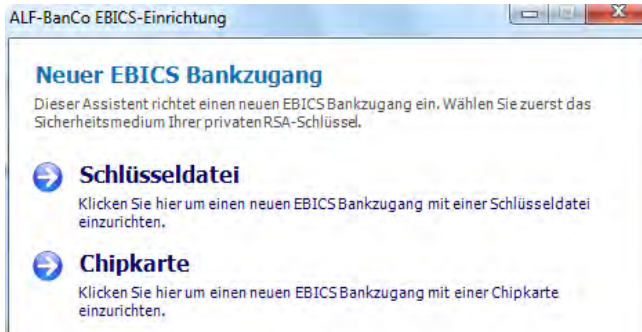 ALF-BanCo EBICS-Einrichtung
Neuer EBICS Bankzugang
Dieser Assistent richtet einen neuen EBICS Bankzugang ein. Wählen Sie zuerst das
Sicherheitsmedium Ihrer privaten RSA-Schlüssel.
Schlüsseldatei
Klicken Sie hier um einen neuen EBICS Bankzugang mit einer Schlüsseldatei
einzurichten.
Chipkarte
Klicken Sie hier um einen neuen EBICS Bankzugang mit einer Chipkarte
einzurichten.